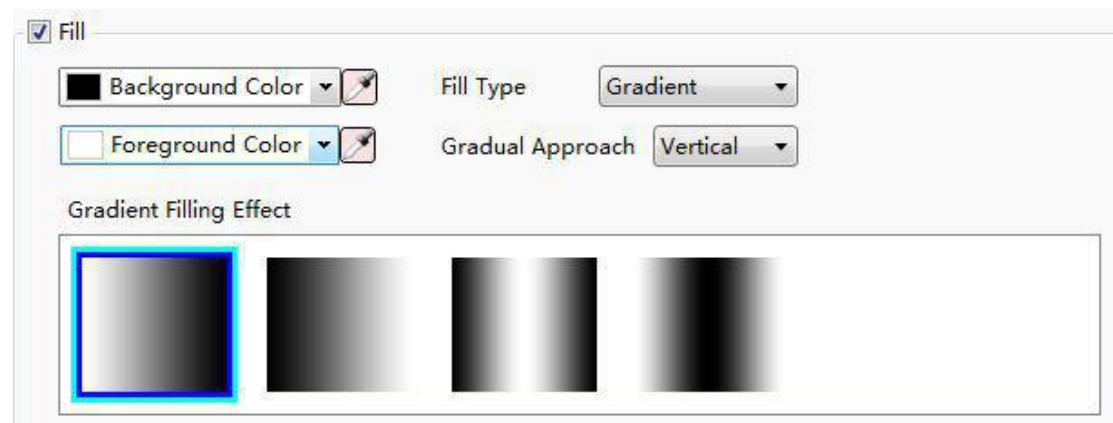 Fill
Background Color Fill Type Gradient
Foreground Color Gradual Approach Vertical
Gradient Filling Effect